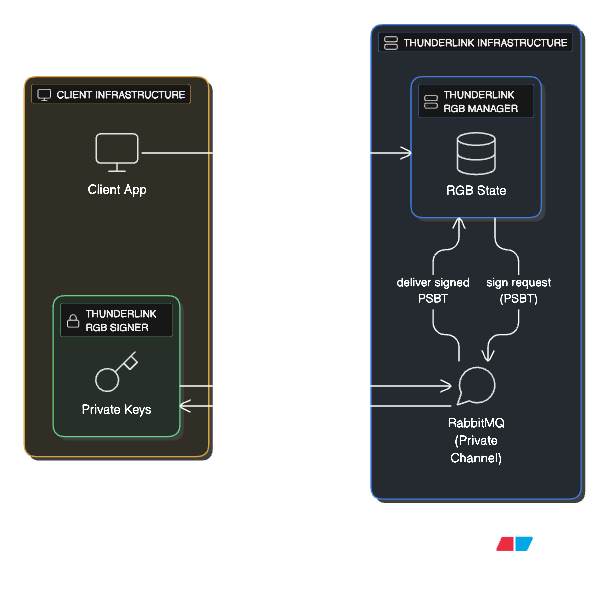 THUNDERLINK INFRASTRUCTURE
CLIENT INFRASTRUCTURE
THUNDERLINK
RGB MANAGER
Client App
RGB State
deliver signed
PSBT
sign request
(PSBT)
THUNDERLINK
RGB SIGNER
Private Keys
RabbitMQ
(Private
Channel)